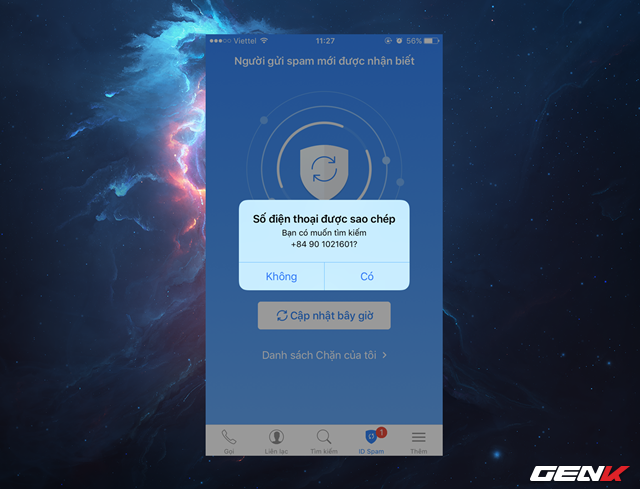 Viettel 11:27 56%
Người gửi spam mới được nhận biết
Số điện thoại được sao chép
Bạn có muốn tìm kiếm
+84 90 1021601?
Không Có
Cập nhật bây giờ
Danh sách Chặn của tôi
1
Gọi Liên lạc Tìm kiếm ID Spam Thêm
GENK